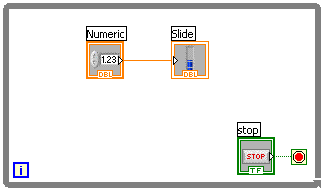 Numeric
Slide
1.23
DBL
DBL
stop
STOP
TF
i